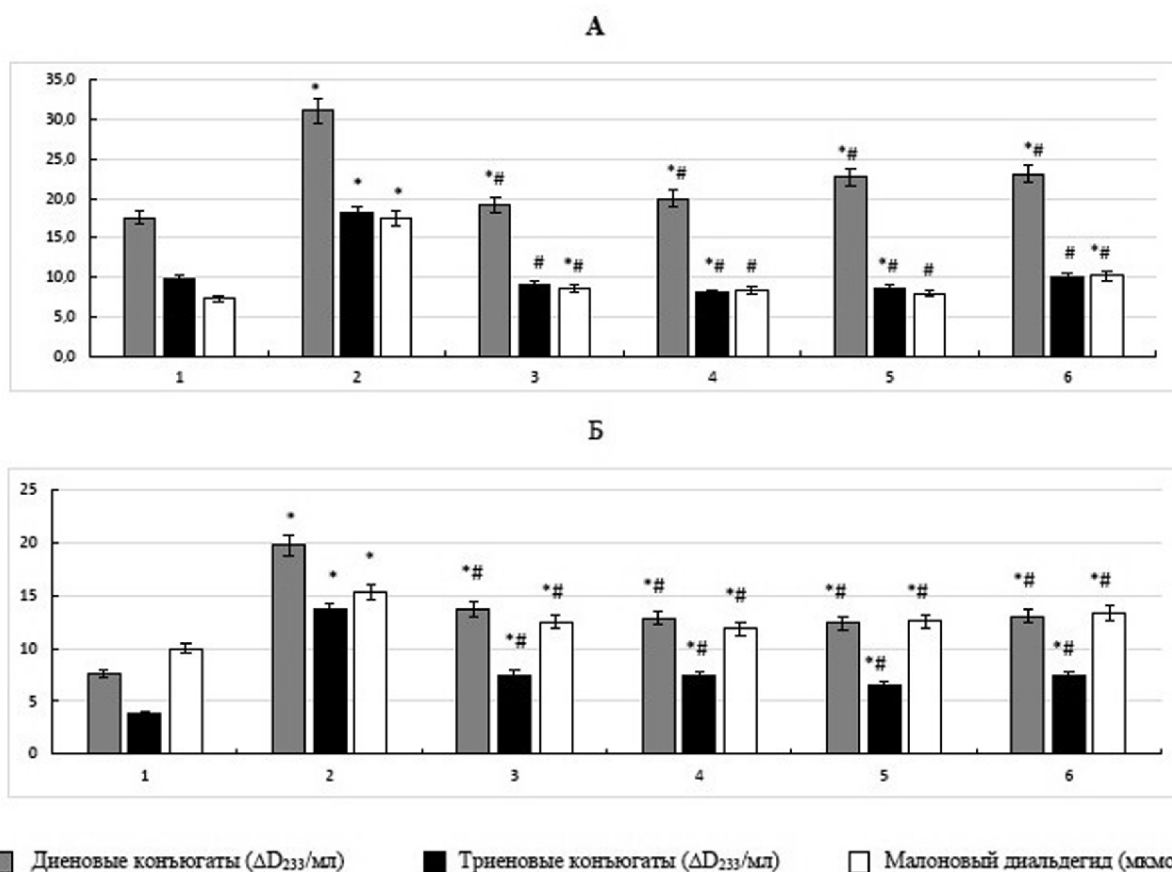 А
35,0
* 
30,0
* *
25,0
*# *# *# *#
20,0
15,0
# *# *# # *# # # *#
10,0
5,0
0,0
1 2 3 4 5 6
Б
25
*
20
* *
15
*# *# *# *# *# *# *# *#
*# *# *# *#
10
5
0
1 2 3 4 5 6
Диеновые конъюгаты (ΔD₂₃₃/мл) Триеновые конъюгаты (ΔD₂₃₃/мл) Малоновый диальдегид